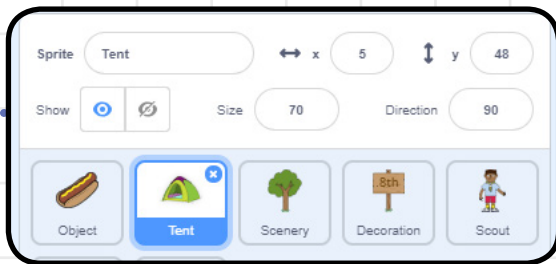 Sprite Tent x 5 y 48
Show Size 70 Direction 90
8th
Object Tent Scenery Decoration Scout